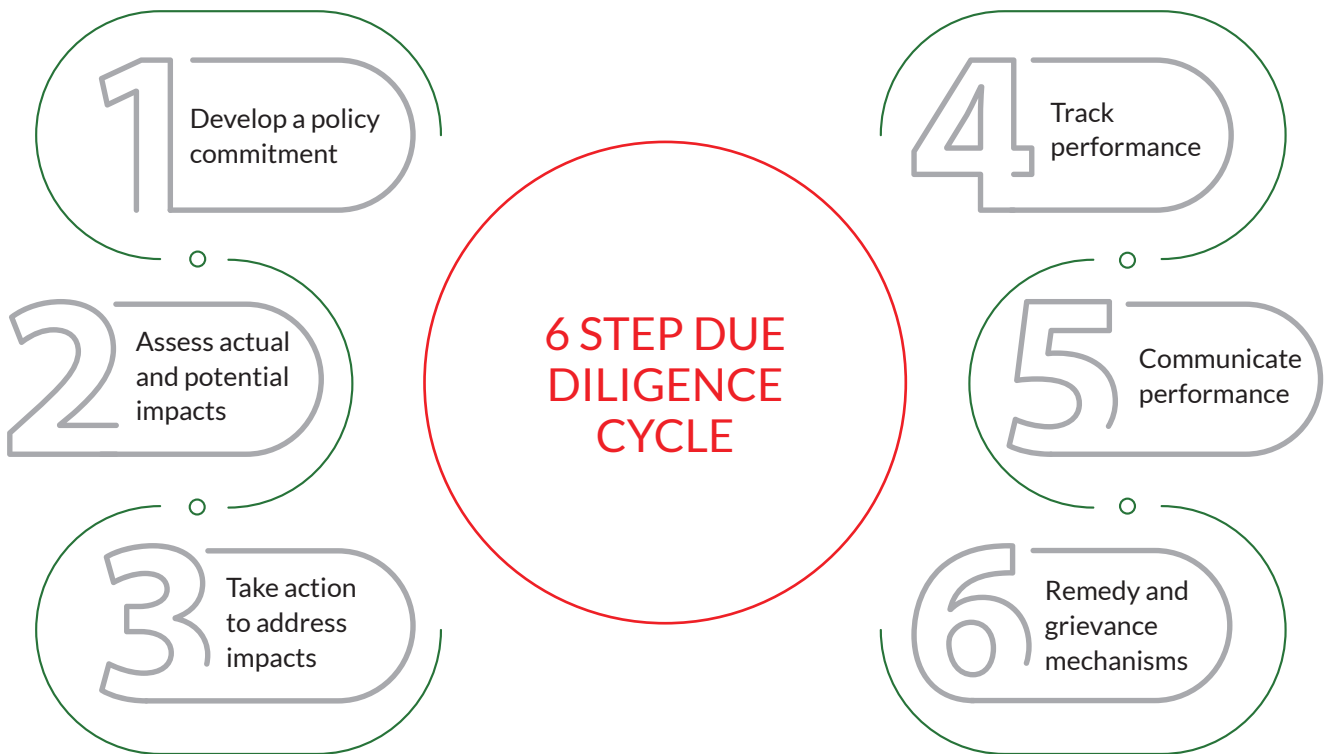 1
Develop a policy
commitment
2
Assess actual
and potential
impacts
3
Take action
to address
impacts
6 STEP DUE
DILIGENCE
CYCLE
4
Track
performance
5
Communicate
performance
6
Remedy and
grievance
mechanisms